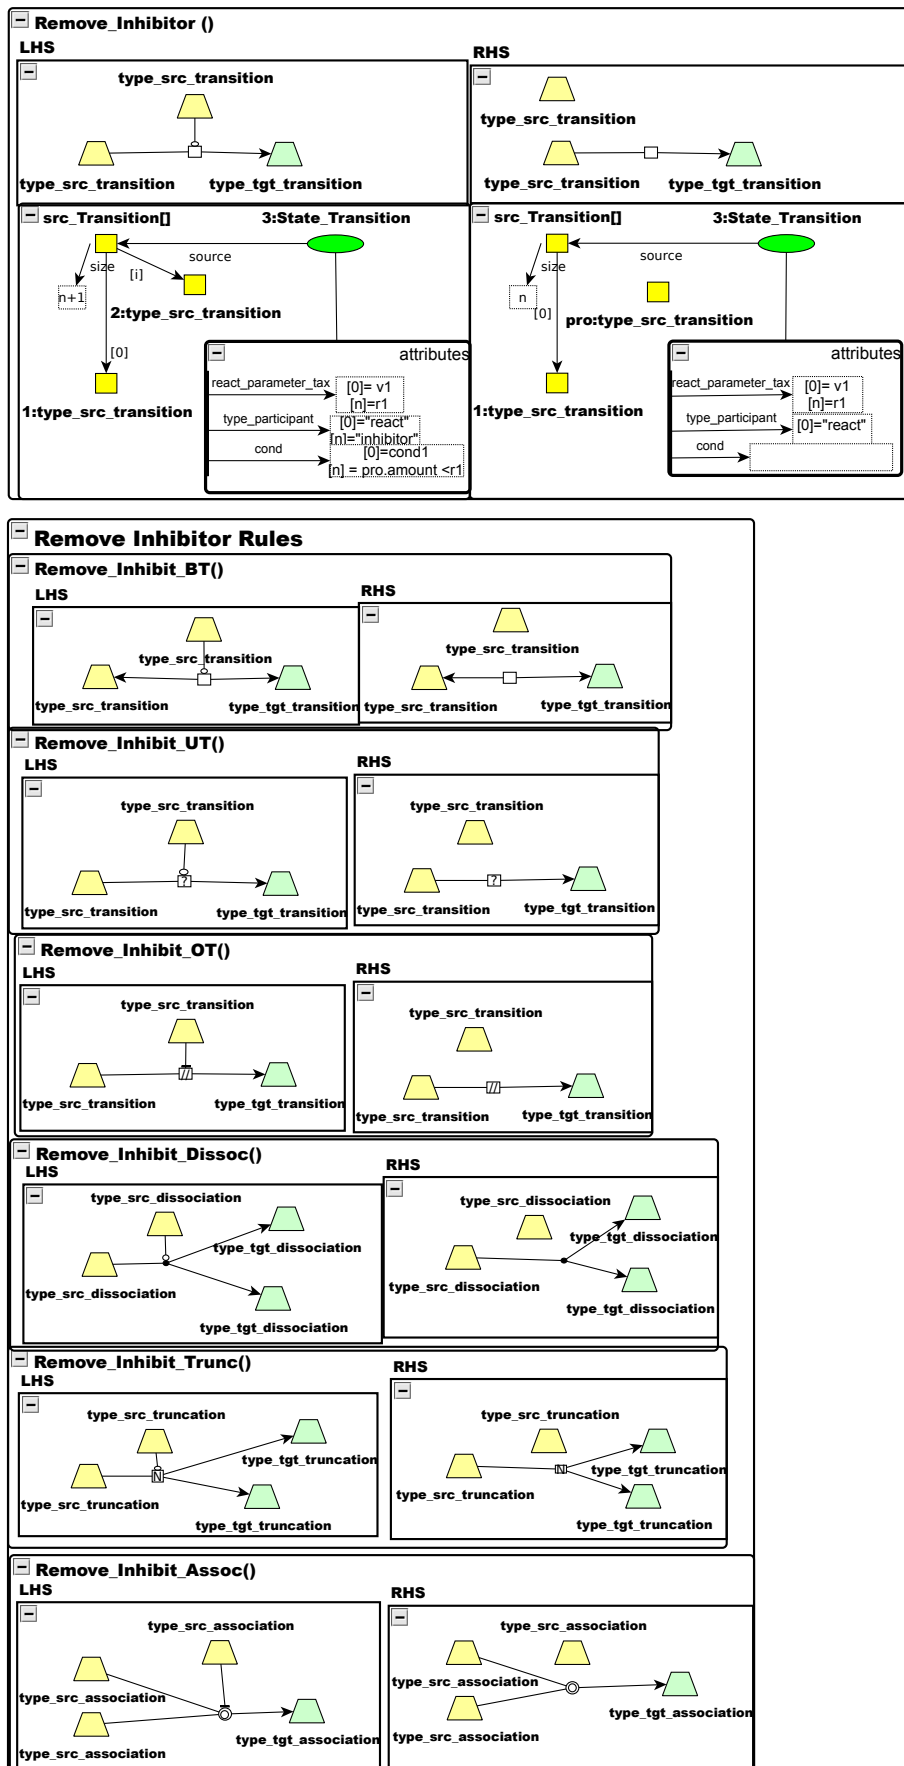 Remove_Inhibitor ()
LHS
RHS
type_src_transition
type_src_transition
type_src_transition type_tgt_transition
type_src_transition type_tgt_transition
src_Transition[] 3:State_Transition
size
source
[i]
n+1
2:type_src_transition
[0]
1:type_src_transition
attributes
react_parameter_tax
[0]= v1
[n]=r1
type_participant
[0]="react"
[n]="inhibitor"
cond
[0]=cond1
[n] = pro.amount <r1
src_Transition[] 3:State_Transition
size
source
n
[0]
pro:type_src_transition
1:type_src_transition
attributes
react_parameter_tax
[0]= v1
[n]=r1
type_participant
[0]="react"
cond
Remove Inhibitor Rules
Remove_Inhibit_BT()
LHS
RHS
type_src_transition
type_src_transition
type_src_transition type_tgt_transition
type_src_transition type_tgt_transition
Remove_Inhibit_UT()
LHS
RHS
type_src_transition
type_src_transition
?
?
type_src_transition type_tgt_transition
type_src_transition type_tgt_transition
Remove_Inhibit_OT()
LHS
RHS
type_src_transition
type_src_transition
//
//
type_src_transition type_tgt_transition
type_src_transition type_tgt_transition
Remove_Inhibit_Dissoc()
LHS
RHS
type_src_dissociation
type_src_dissociation
type_tgt_dissociation
type_tgt_dissociation
type_src_dissociation
type_src_dissociation
type_tgt_dissociation
type_tgt_dissociation
Remove_Inhibit_Trunc()
LHS
RHS
type_src_truncation
type_src_truncation
type_tgt_truncation
type_tgt_truncation
N
N
type_src_truncation
type_src_truncation
type_tgt_truncation
type_tgt_truncation
Remove_Inhibit_Assoc()
LHS
RHS
type_src_association
type_src_association
type_src_association
type_src_association
type_tgt_association
type_tgt_association
type_src_association
type_src_association